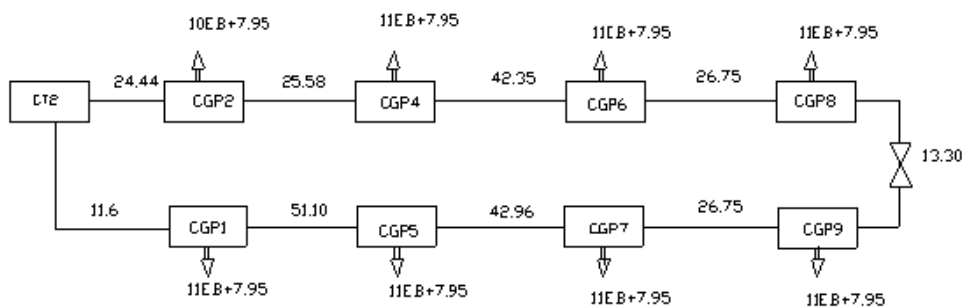 10EB+7.95
11EB+7.95
11EB+7.95
11EB+7.95
24.44
25.58
42.35
26.75
CT2
CGP2
CGP4
CGP6
CGP8
13.30
11.6
51.10
42.96
26.75
CGP1
CGP5
CGP7
CGP9
11EB+7.95
11EB+7.95
11EB+7.95
11EB+7.95